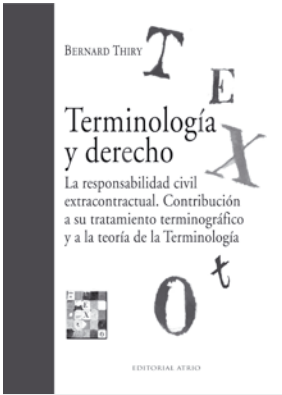 BERNARD THIRY
T
E
X
t
O
Terminología
y derecho
La responsabilidad civil
extracontractual. Contribución
a su tratamiento terminográfico
y a la teoría de la Terminología
EDITORIAL ATRIO